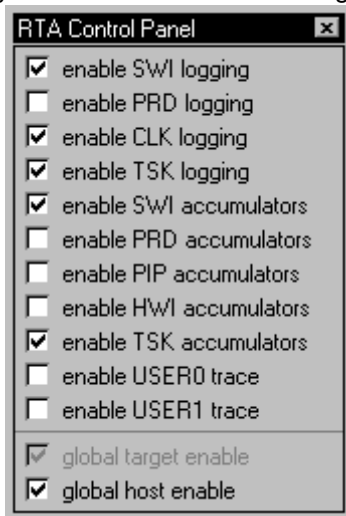 RTA Control Panel
enable SWI logging
enable PRD logging
enable CLK logging
enable TSK logging
enable SWI accumulators
enable PRD accumulators
enable PIP accumulators
enable HWI accumulators
enable TSK accumulators
enable USER0 trace
enable USER1 trace
global target enable
global host enable